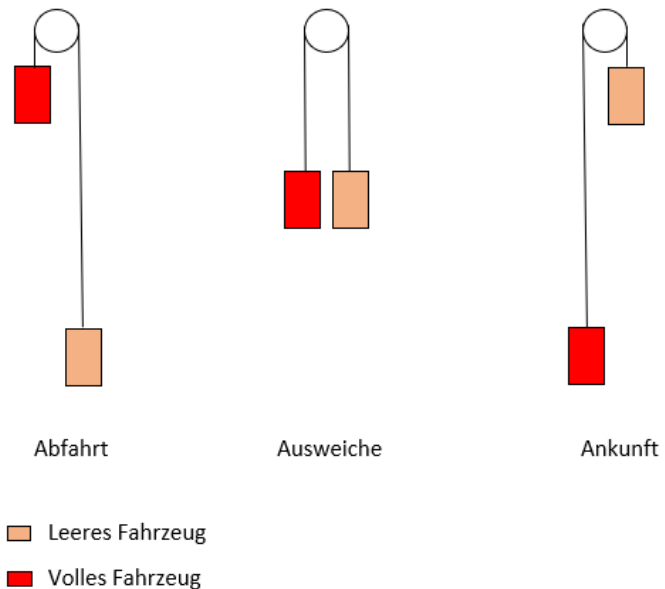 Abfahrt
Ausweiche
Ankunft
Leeres Fahrzeug
Volles Fahrzeug